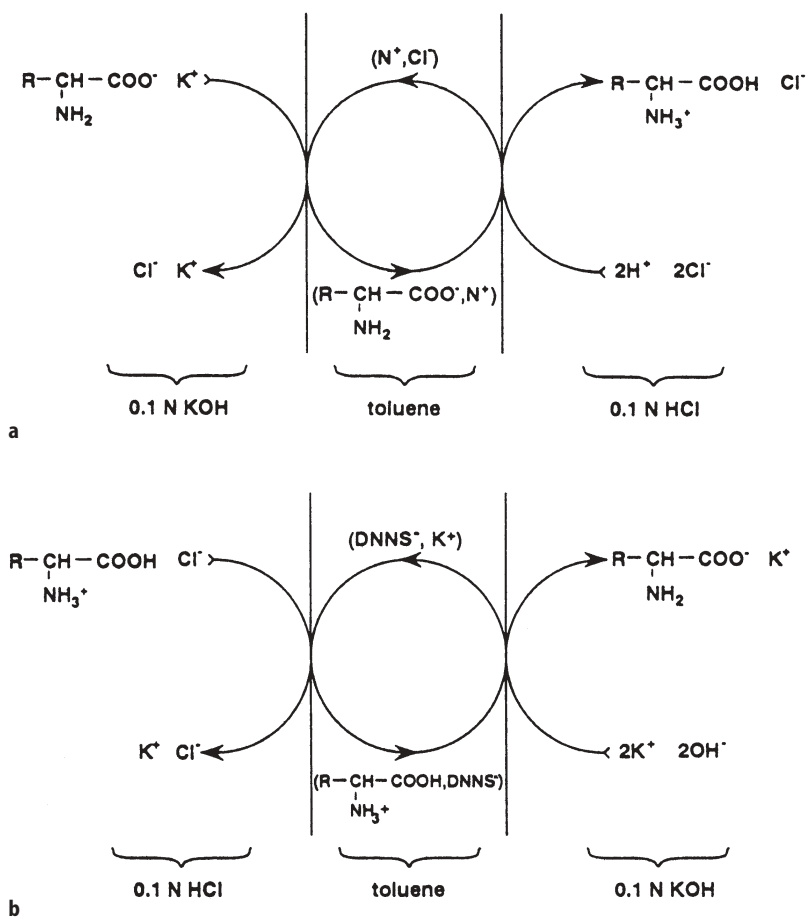 (N⁺,Cl⁻)
R–CH–COO⁻ K⁺
NH₂
R–CH–COOH Cl⁻
NH₃⁺
Cl⁻ K⁺
2H⁺ 2Cl⁻
(R–CH–COO⁻,N⁺)
NH₂
0.1 N KOH
toluene
0.1 N HCl
a
(DNNS⁻, K⁺)
R–CH–COOH Cl⁻
NH₃⁺
R–CH–COO⁻ K⁺
NH₂
K⁺ Cl⁻
2K⁺ 2OH⁻
(R–CH–COOH,DNNS⁻)
NH₃⁺
0.1 N HCl
toluene
0.1 N KOH
b